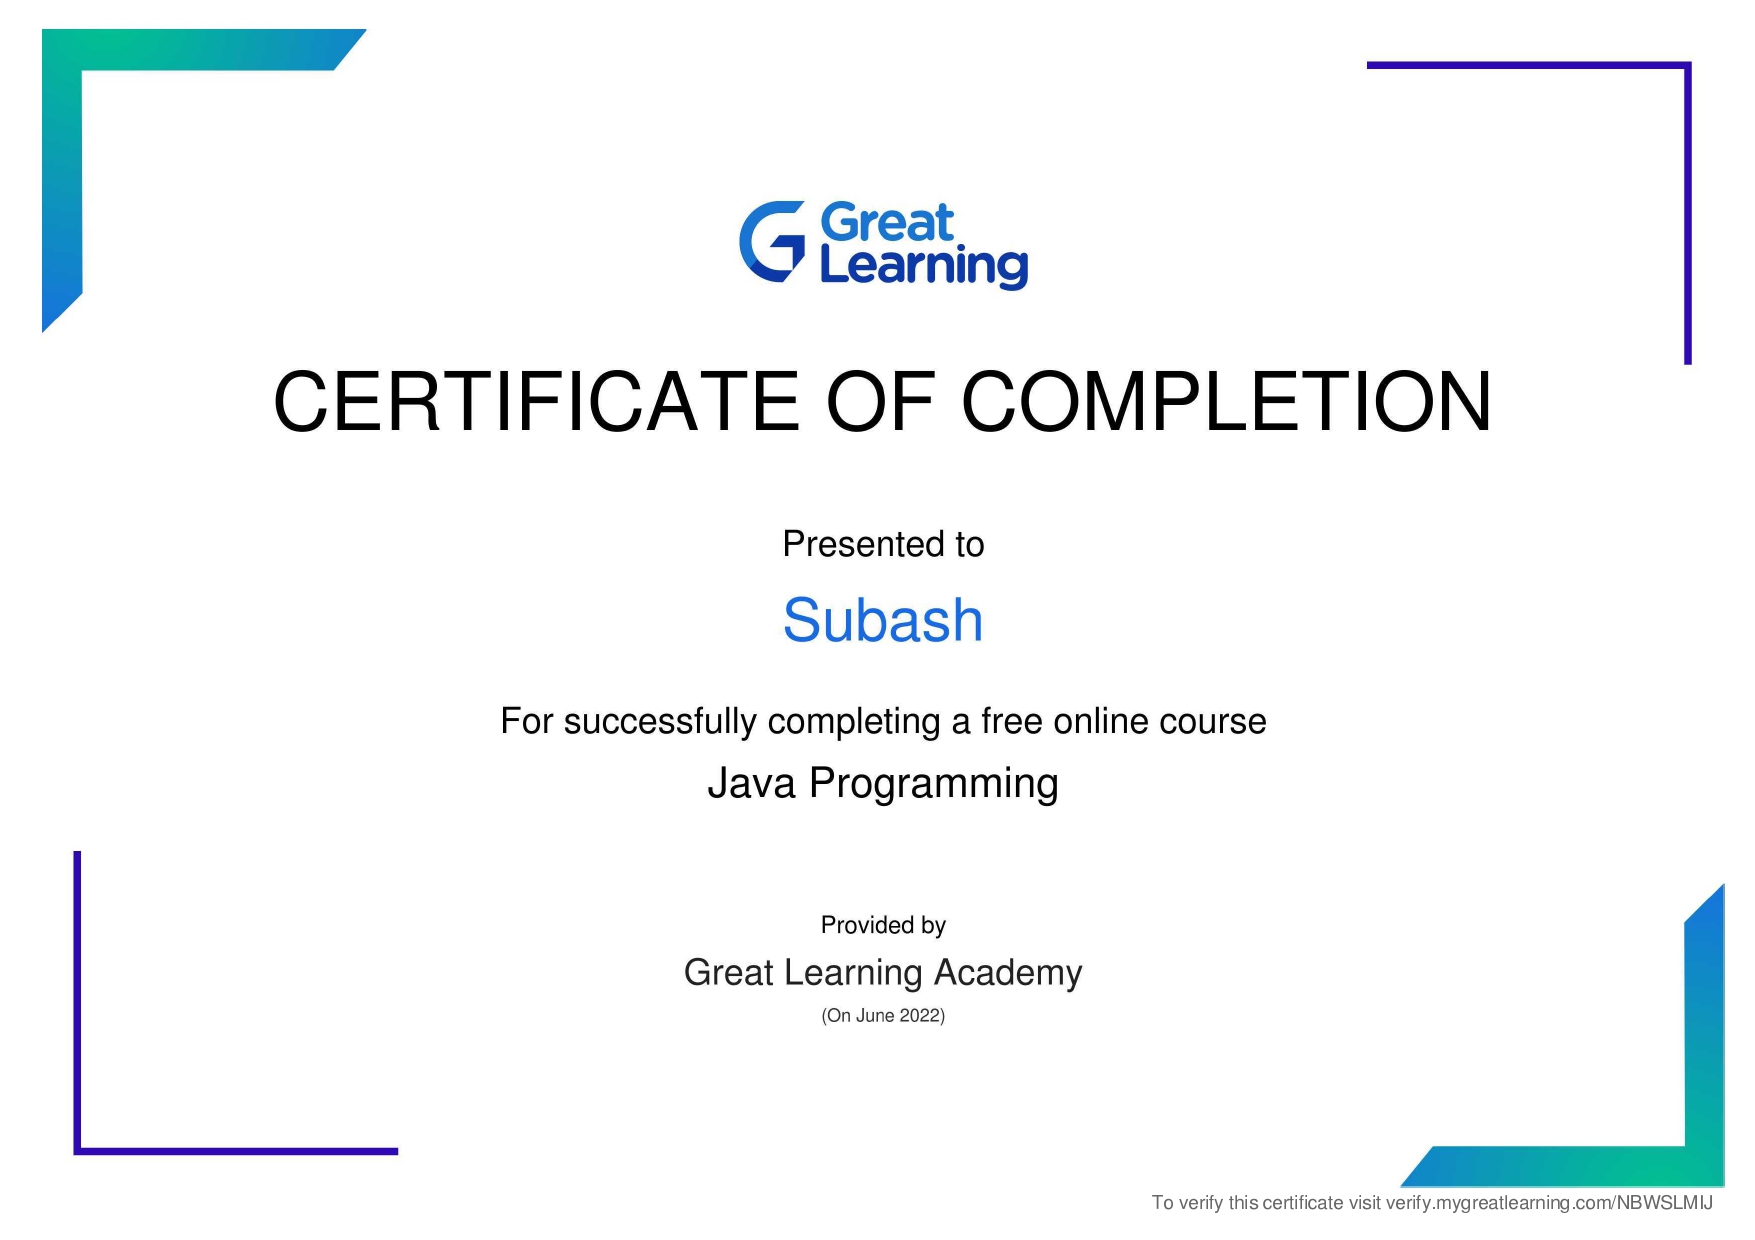 Great
Learning
CERTIFICATE OF COMPLETION
Presented to
Subash
For successfully completing a free online course
Java Programming
Provided by
Great Learning Academy
(On June 2022)
To verify this certificate visit verify.mygreatlearning.com/NBWSLMIJ